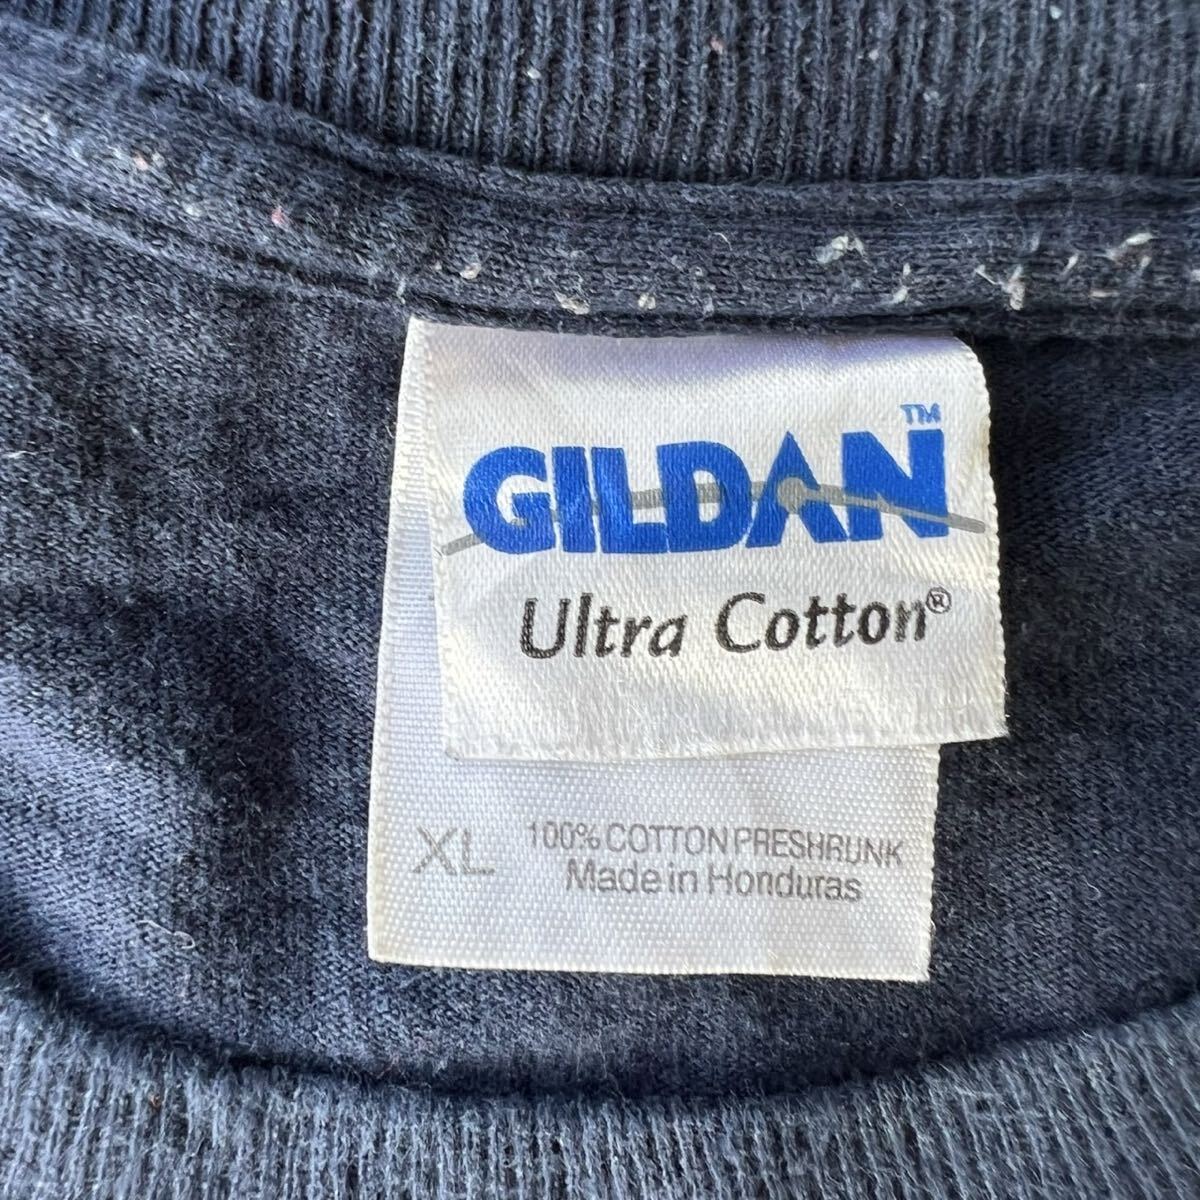 GILDAN™
Ultra Cotton®
XL
100% COTTON PRESHRUNK
Made in Honduras